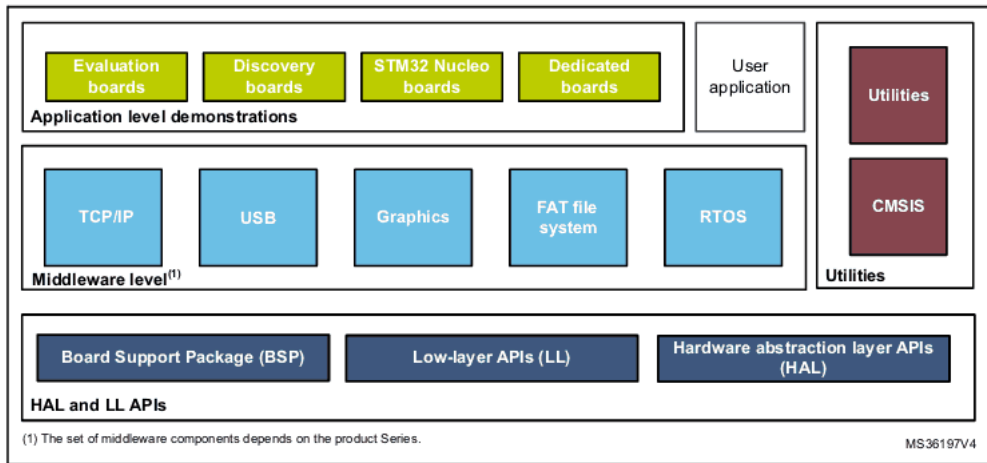 Evaluation
boards
Discovery
boards
STM32 Nucleo
boards
Dedicated
boards
Application level demonstrations
User
application
Utilities
CMSIS
Utilities
TCP/IP
USB
Graphics
FAT file
system
RTOS
Middleware level(1)
Board Support Package (BSP)
Low-layer APIs (LL)
Hardware abstraction layer APIs
(HAL)
HAL and LL APIs
(1) The set of middleware components depends on the product Series.
MS36197V4